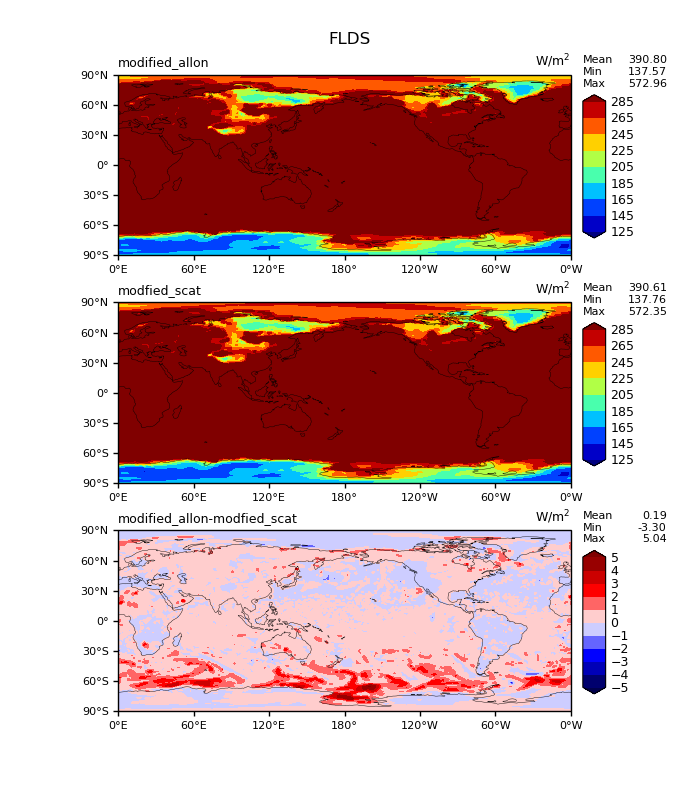 FLDS
modified_allon W/m²
Mean 390.80
Min 137.57
Max 572.96
90°N
60°N
30°N
0°
30°S
60°S
90°S
0°E 60°E 120°E 180° 120°W 60°W 0°W
285
265
245
225
205
185
165
145
125
modfied_scat W/m²
Mean 390.61
Min 137.76
Max 572.35
90°N
60°N
30°N
0°
30°S
60°S
90°S
0°E 60°E 120°E 180° 120°W 60°W 0°W
285
265
245
225
205
185
165
145
125
modified_allon-modfied_scat W/m²
Mean 0.19
Min -3.30
Max 5.04
90°N
60°N
30°N
0°
30°S
60°S
90°S
0°E 60°E 120°E 180° 120°W 60°W 0°W
5
4
3
2
1
0
−1
−2
−3
−4
−5